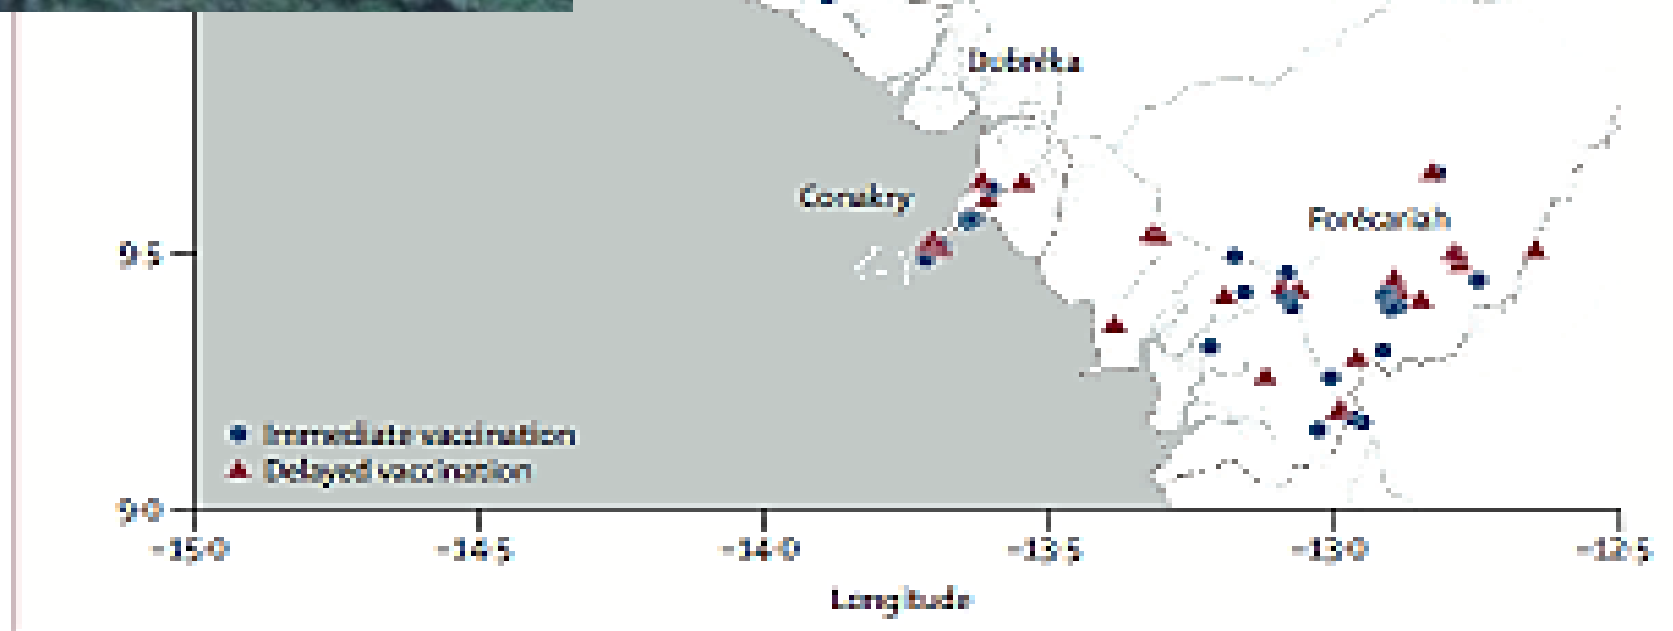 Dubréka
Conakry
Forécariah
9·5
Immediate vaccination
Delayed vaccination
9·0
–15·0 –14·5 –14·0 –13·5 –13·0 –12·5
Longitude